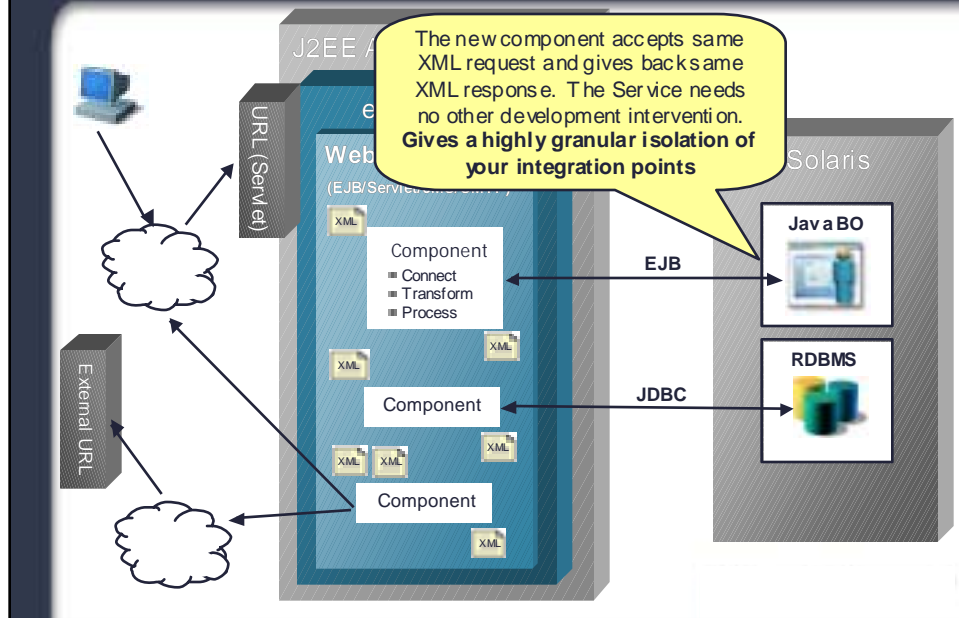 J2EE A
The new component accepts same
XML request and gives back same
XML response. The Service needs
no other development intervention.
Gives a highly granular isolation of
your integration points
e
URL (Servlet)
Web
(EJB/Servlet/
Solaris
XML
Component
Connect
Transform
Process
EJB
Java BO
XML
XML
External URL
RDBMS
JDBC
Component
XML
XML
XML
Component
XML